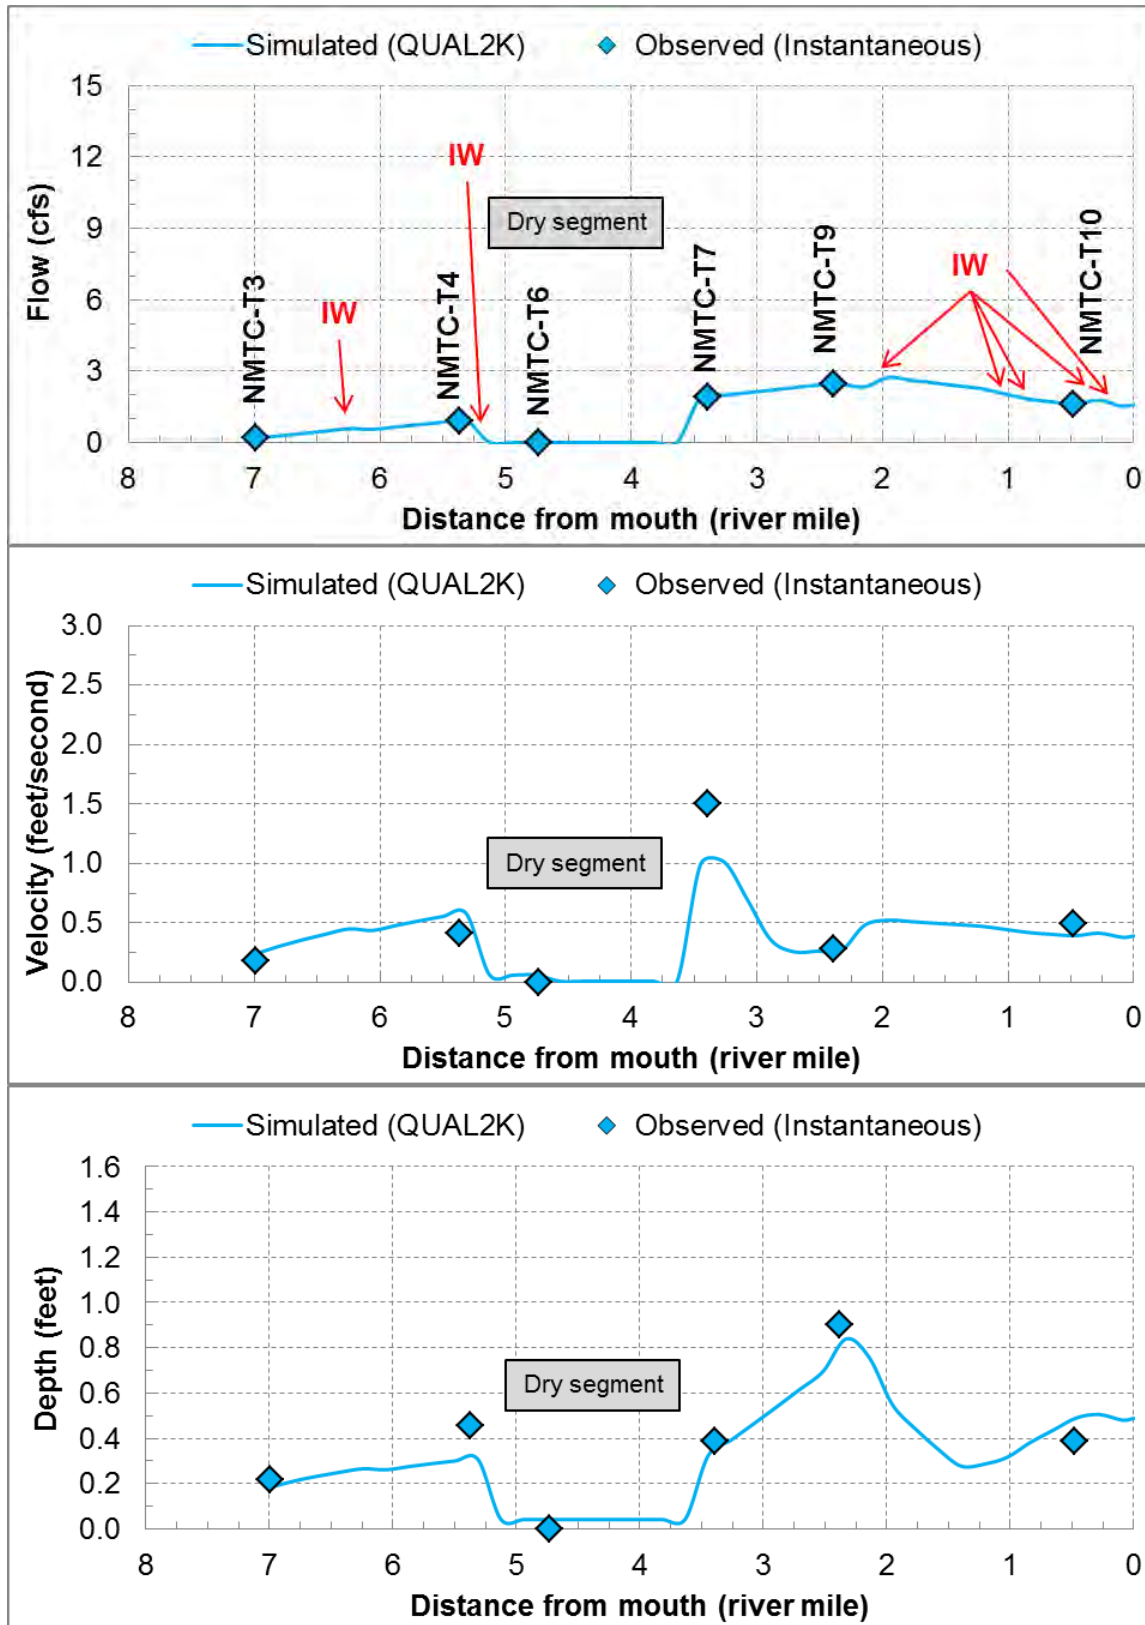 Simulated (QUAL2K) Observed (Instantaneous)
15
12
9
6
3
0
Flow (cfs)
IW
IW
IW
Dry segment
NMTC-T3
NMTC-T4
NMTC-T6
NMTC-T7
NMTC-T9
NMTC-T10
8 7 6 5 4 3 2 1 0
Distance from mouth (river mile)
Simulated (QUAL2K) Observed (Instantaneous)
3.0
2.5
2.0
1.5
1.0
0.5
0.0
Velocity (feet/second)
Dry segment
8 7 6 5 4 3 2 1 0
Distance from mouth (river mile)
Simulated (QUAL2K) Observed (Instantaneous)
1.6
1.4
1.2
1.0
0.8
0.6
0.4
0.2
0.0
Depth (feet)
Dry segment
8 7 6 5 4 3 2 1 0
Distance from mouth (river mile)